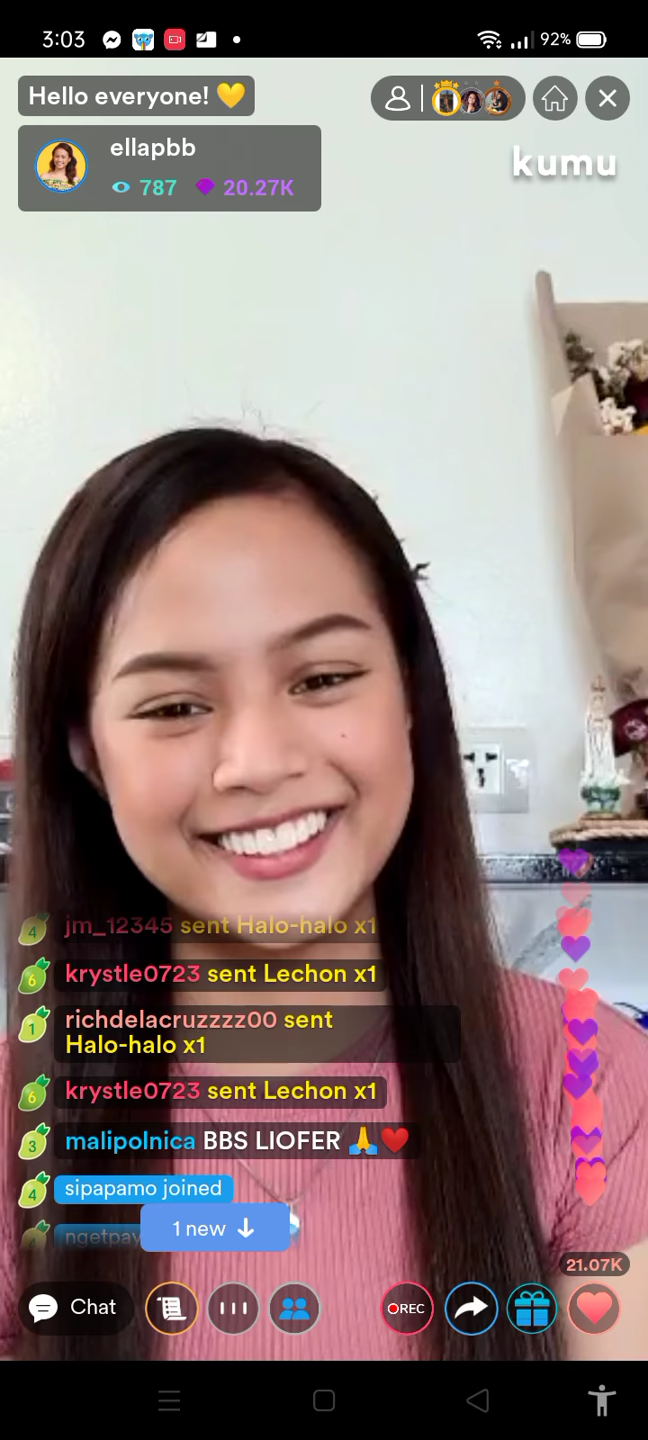 3:03
92%
Hello everyone! 💛
ellapbb
787 20.27K
kumu
4 jm_12345 sent Halo-halo x1
6 krystle0723 sent Lechon x1
1 richdelacruzzzz00 sent
Halo-halo x1
6 krystle0723 sent Lechon x1
3 malipolnica BBS LIOFER 🙏❤️
4 sipapamo joined
4 ngetpay
1 new ↓
21.07K
Chat
REC